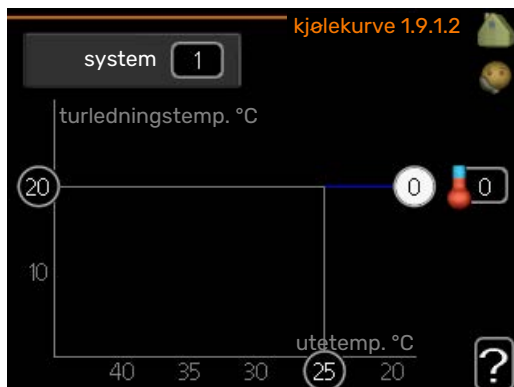 kjølekurve 1.9.1.2
system 1
turledningstemp. °C
20 0 0
10
utetemp. °C
40 35 30 25 20
?